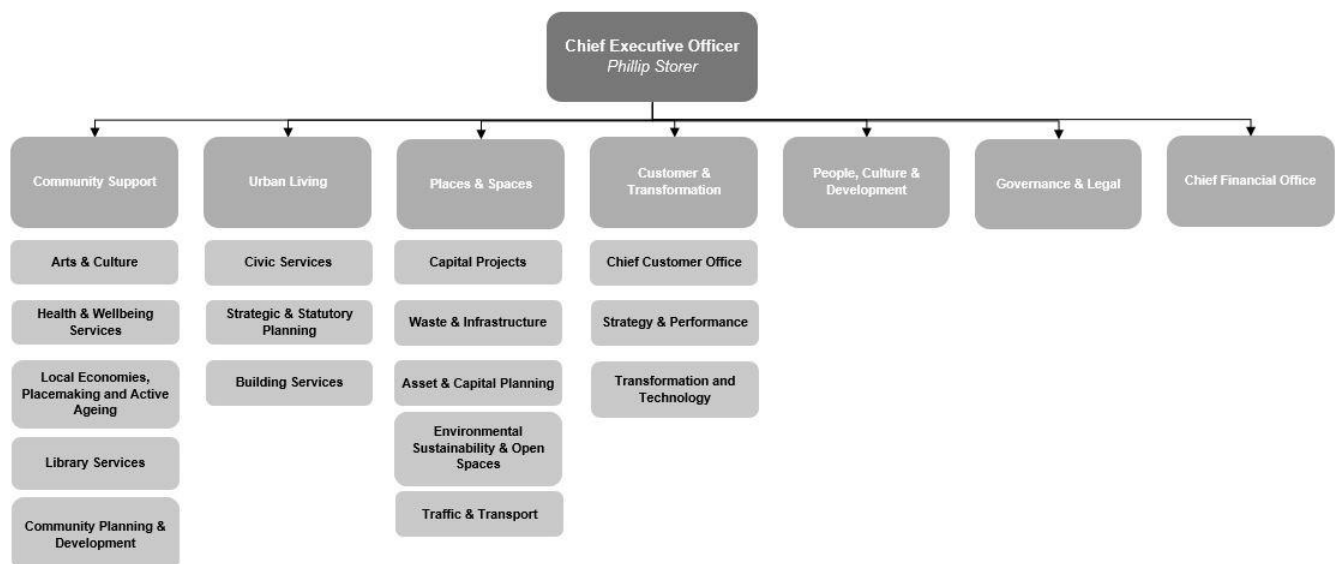 Chief Executive Officer
Phillip Storer
Community Support
Urban Living
Places & Spaces
Customer &
Transformation
People, Culture &
Development
Governance & Legal
Chief Financial Office
Arts & Culture
Health & Wellbeing
Services
Local Economies,
Placemaking and Active
Ageing
Library Services
Community Planning &
Development
Civic Services
Strategic & Statutory
Planning
Building Services
Capital Projects
Waste & Infrastructure
Asset & Capital Planning
Environmental
Sustainability & Open
Spaces
Traffic & Transport
Chief Customer Office
Strategy & Performance
Transformation and
Technology